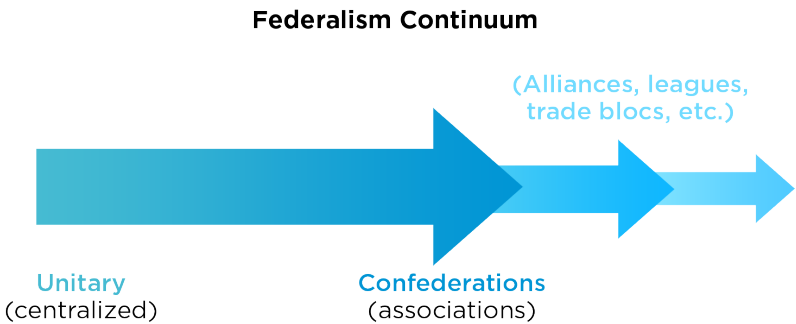 Federalism Continuum
(Alliances, leagues,
trade blocs, etc.)
Unitary
(centralized)
Confederations
(associations)